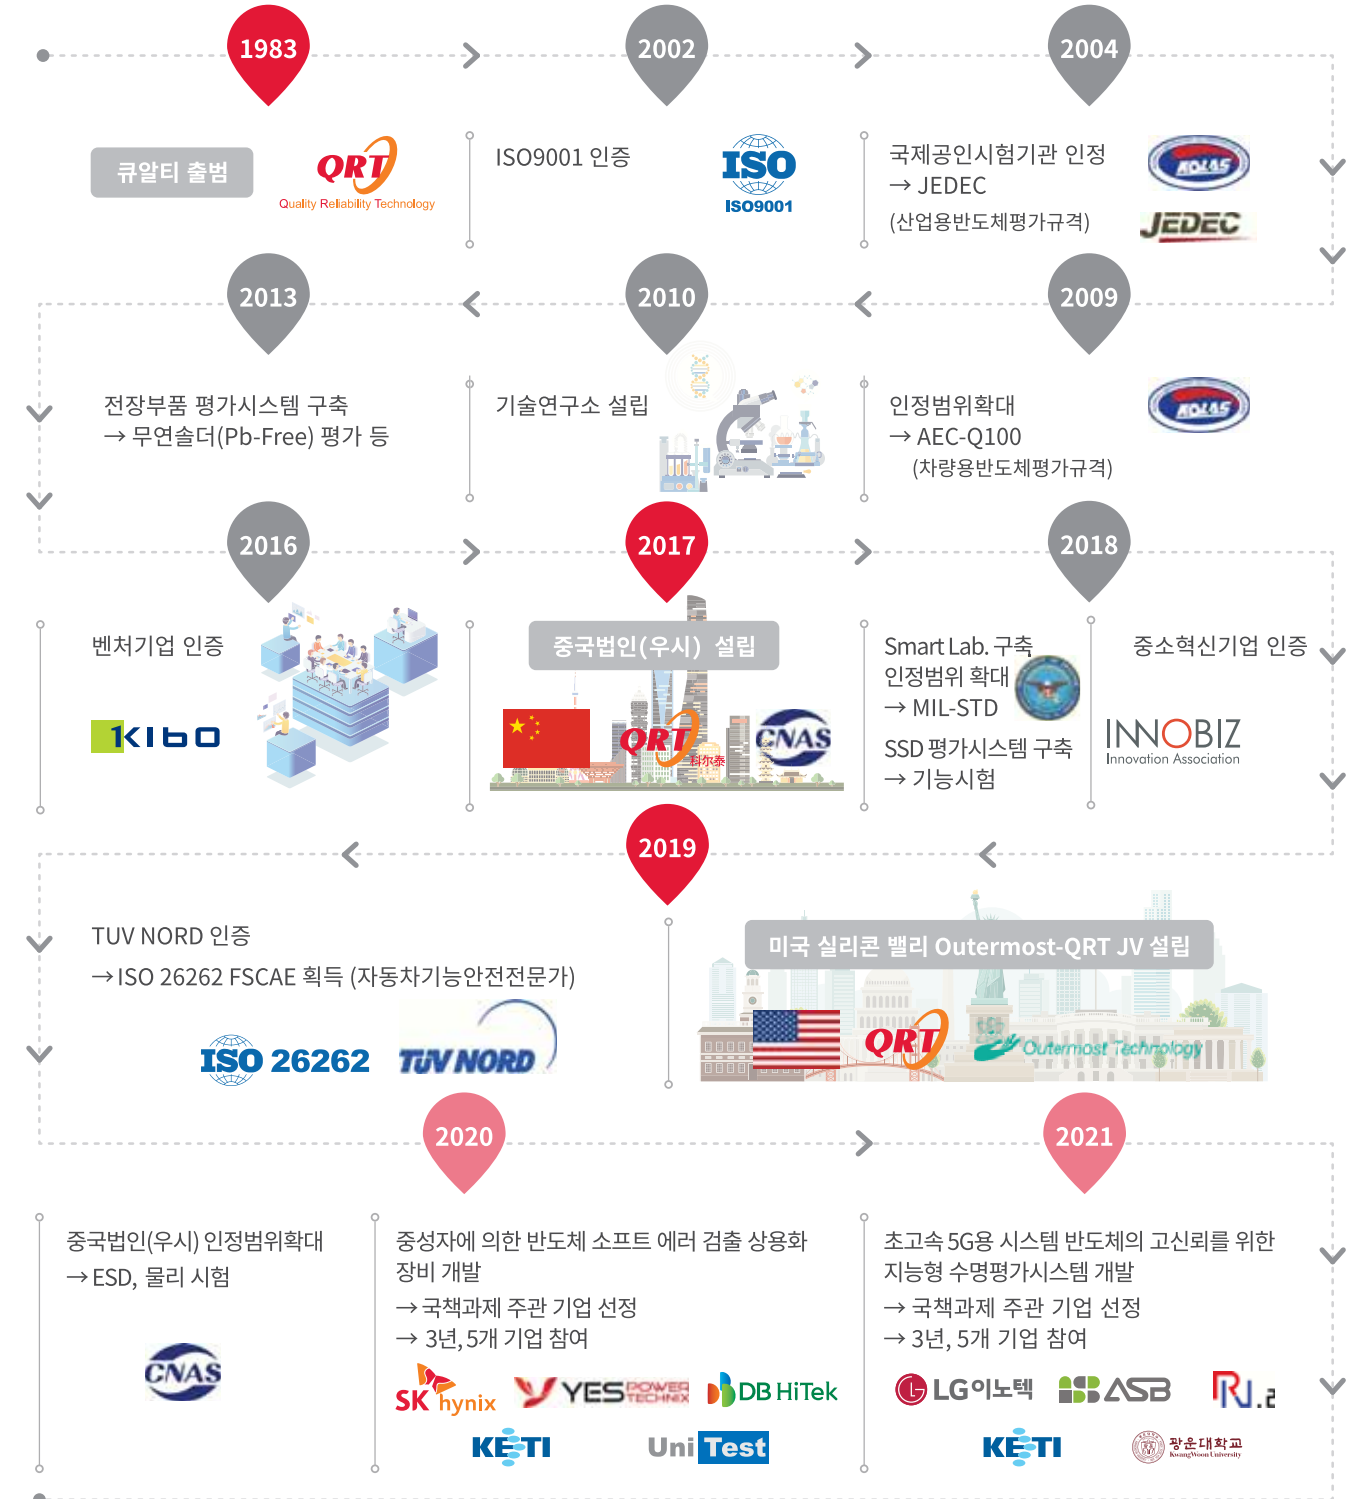 1983
2002
2004
큐알티 출범
QRT
Quality Reliability Technology
ISO9001 인증
ISO
ISO9001
국제공인시험기관 인정
→ JEDEC
(산업용반도체평가규격)
KOLAS
JEDEC
2013
2010
2009
전장부품 평가시스템 구축
→ 무연솔더(Pb-Free) 평가 등
기술연구소 설립
인정범위확대
→ AEC-Q100
(차량용반도체평가규격)
KOLAS
2016
2017
2018
벤처기업 인증
KIBO
중국법인(우시) 설립
QRT
科尔泰
CNAS
Smart Lab. 구축
인정범위 확대
→ MIL-STD
SSD 평가시스템 구축
→ 기능시험
중소혁신기업 인증
INNOBIZ
Innovation Association
2019
TUV NORD 인증
→ ISO 26262 FSCAE 획득 (자동차기능안전전문가)
ISO 26262
TÜV NORD
미국 실리콘 밸리 Outermost-QRT JV 설립
QRT
Outermost Technology
2020
2021
중국법인(우시) 인정범위확대
→ ESD, 물리 시험
CNAS
중성자에 의한 반도체 소프트 에러 검출 상용화
장비 개발
→ 국책과제 주관 기업 선정
→ 3년, 5개 기업 참여
SK hynix
YES POWER TECHNIX
DB HiTek
KETI
Uni Test
초고속 5G용 시스템 반도체의 고신뢰를 위한
지능형 수명평가시스템 개발
→ 국책과제 주관 기업 선정
→ 3년, 5개 기업 참여
LG이노텍
ASB
KETI
광운대학교
KwangWoon University